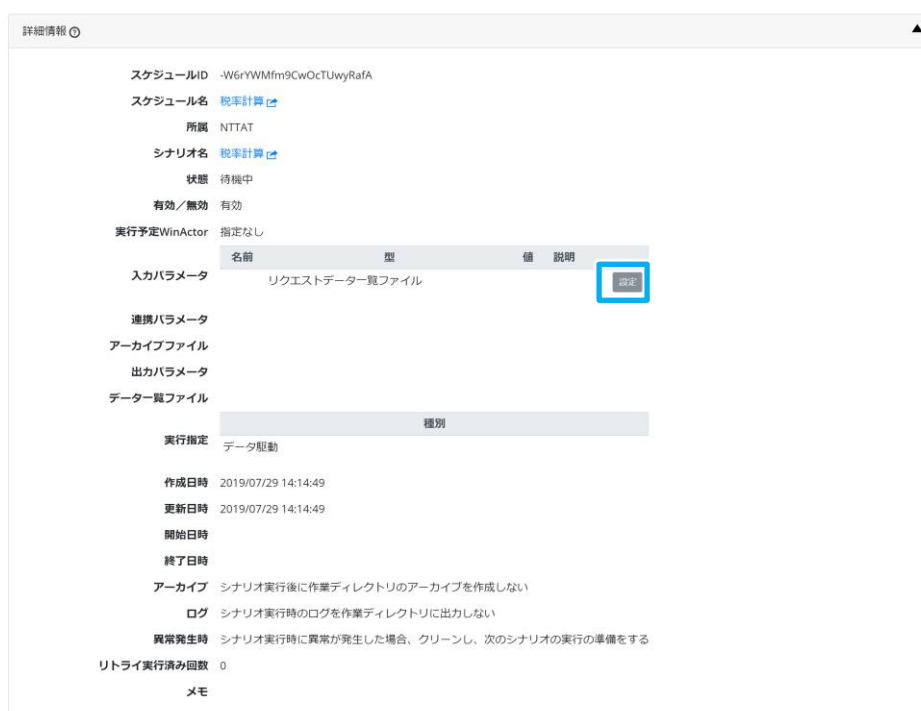 詳細情報
スケジュールID -W6rYWMfm9CwOcTUwyRafA
スケジュール名 税率計算
所属 NTTAT
シナリオ名 税率計算
状態 待機中
有効／無効 有効
実行予定WinActor 指定なし
名前 型 値 説明
入力パラメータ リクエストデータ一覧ファイル 設定
連携パラメータ
アーカイブファイル
出力パラメータ
データ一覧ファイル
種別
実行指定 データ駆動
作成日時 2019/07/29 14:14:49
更新日時 2019/07/29 14:14:49
開始日時
終了日時
アーカイブ シナリオ実行後に作業ディレクトリのアーカイブを作成しない
ログ シナリオ実行時のログを作業ディレクトリに出力しない
異常発生時 シナリオ実行時に異常が発生した場合、クリーンし、次のシナリオの実行の準備をする
リトライ実行済み回数 0
メモ